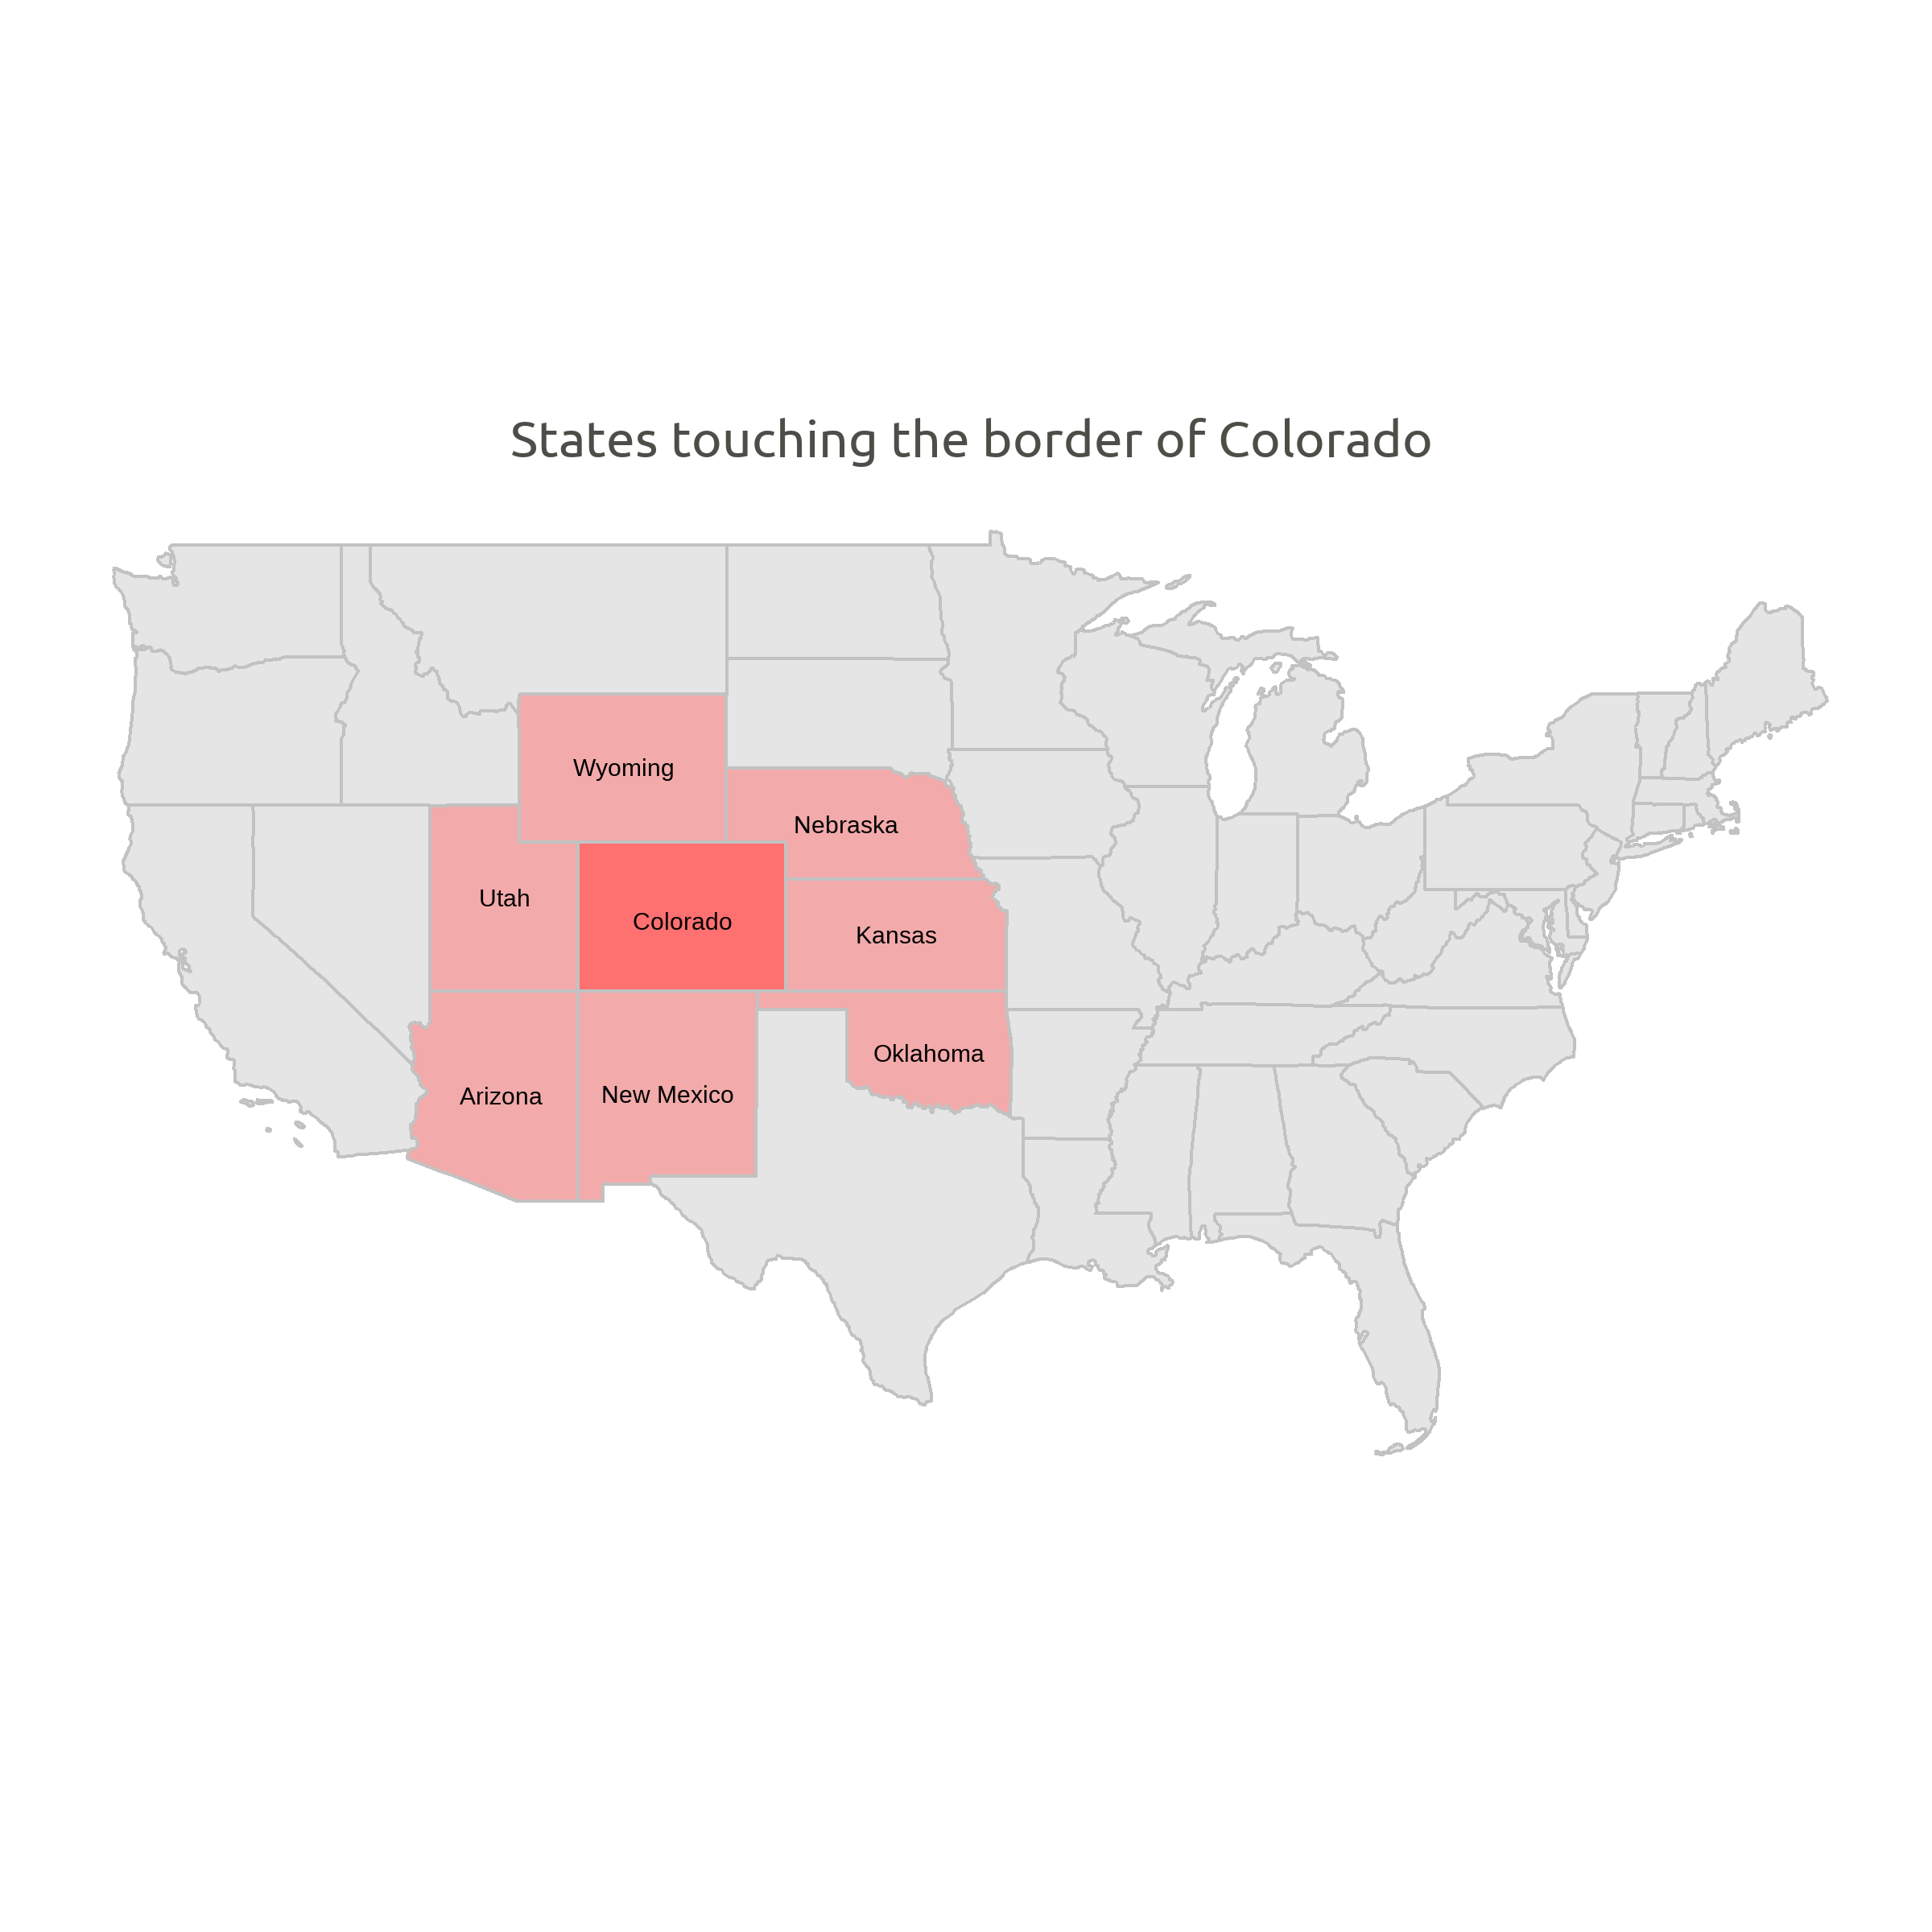 States touching the border of Colorado
Wyoming
Nebraska
Utah
Colorado
Kansas
Oklahoma
Arizona
New Mexico